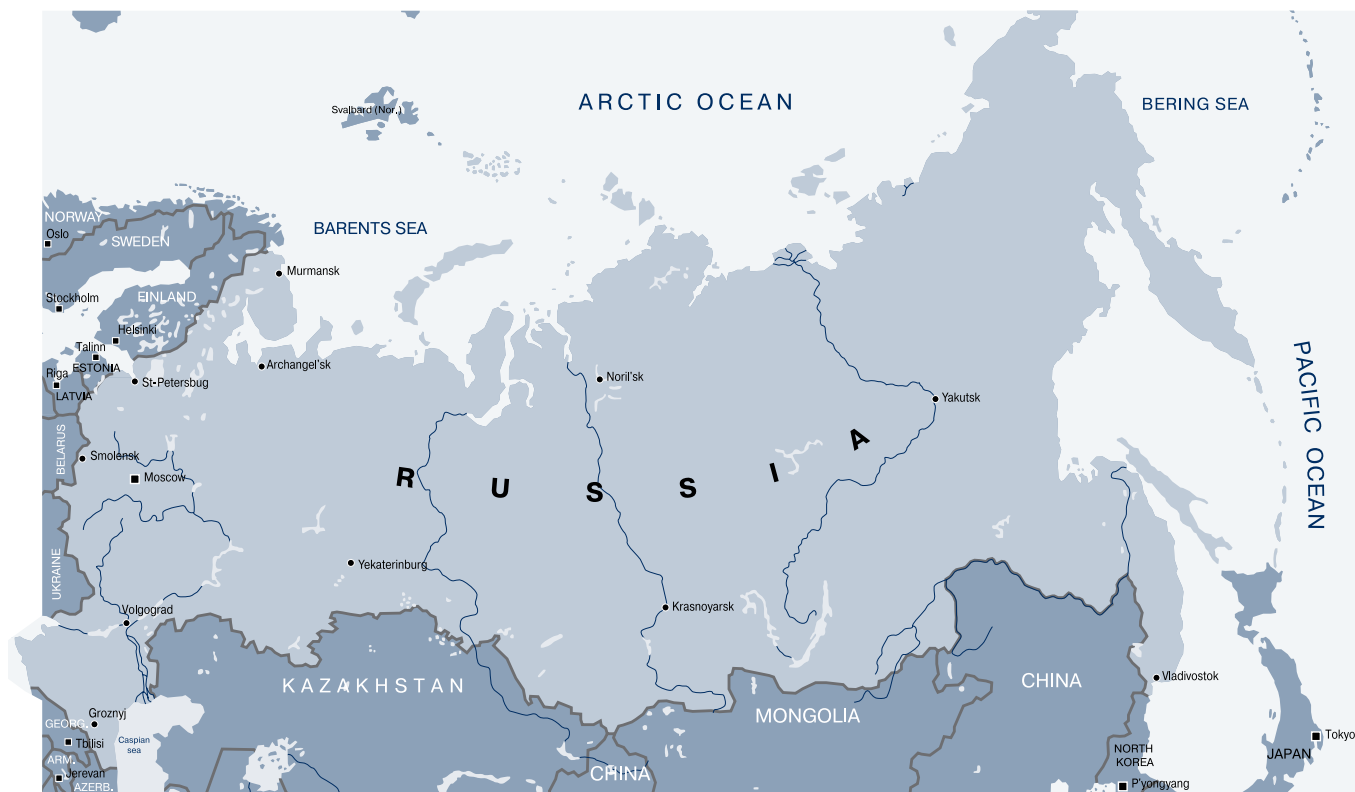 ARCTIC OCEAN
BERING SEA
Svalbard (Nor.)
NORWAY
BARENTS SEA
Oslo
SWEDEN
Murmansk
Stockholm
FINLAND
Helsinki
Talinn
ESTONIA
Archangel'sk
Riga
St-Petersbug
Noril'sk
LATVIA
Yakutsk
PACIFIC OCEAN
BELARUS
Smolensk
Moscow
RUSSIA
UKRAINE
Yekaterinburg
Volgograd
Krasnoyarsk
KAZAKHSTAN
CHINA
Vladivostok
Groznyj
GEORG.
MONGOLIA
Tbilisi
Caspian
sea
Tokyo
NORTH
KOREA
JAPAN
ARM.
Jerevan
AZERB.
CHINA
P'yongyang